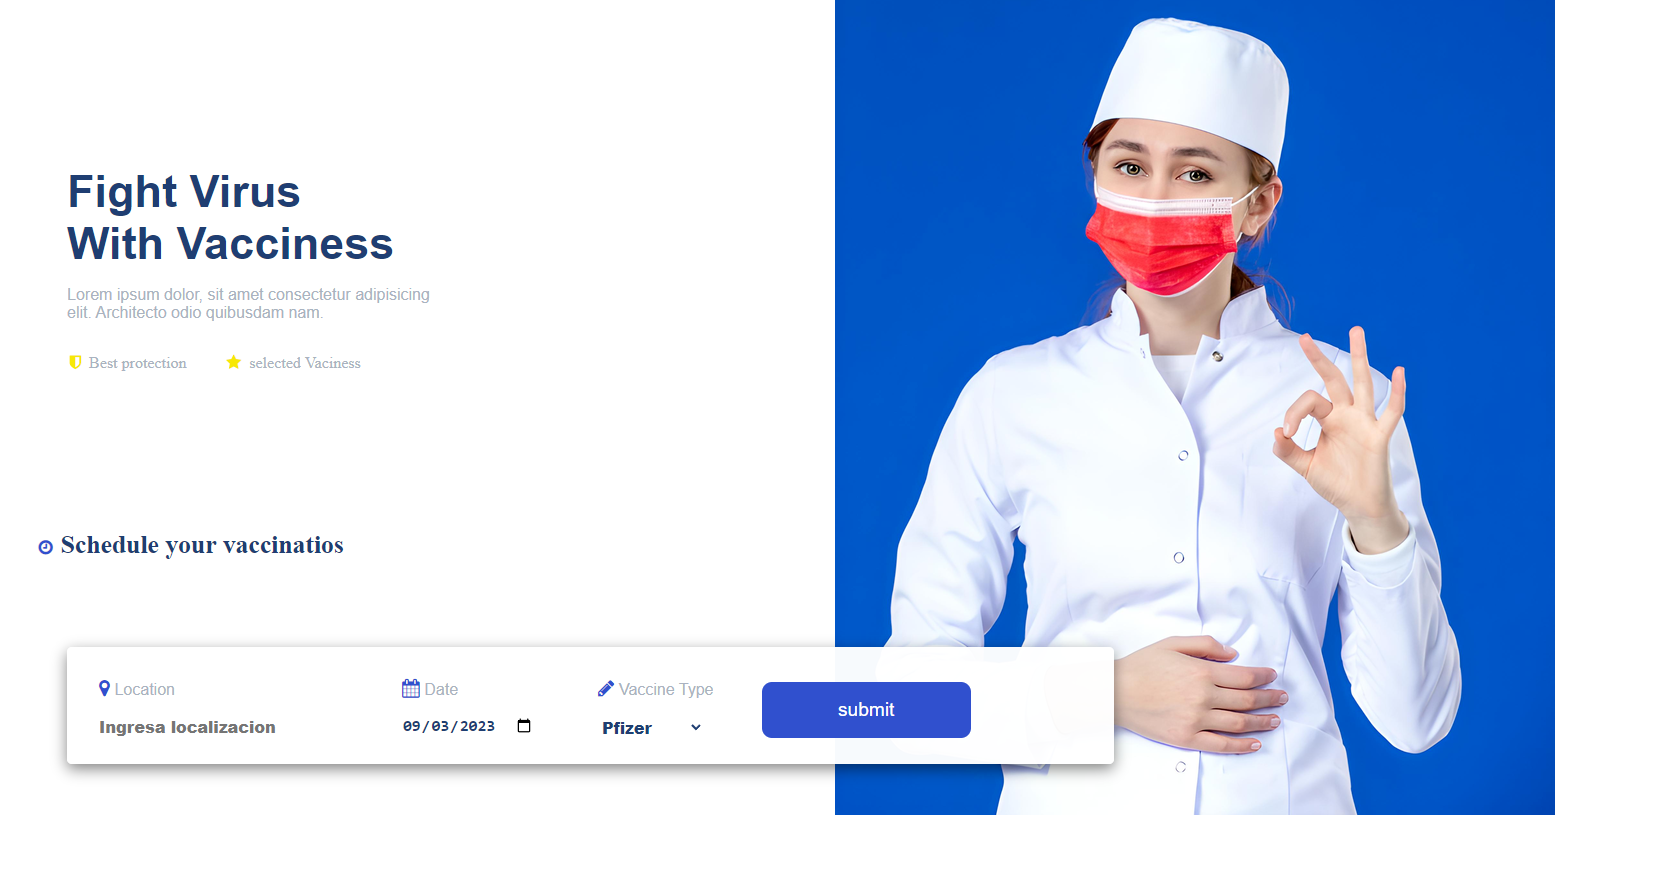 Fight Virus
With Vacciness
Lorem ipsum dolor, sit amet consectetur adipisicing
elit. Architecto odio quibusdam nam.
Best protection selected Vaciness
Schedule your vaccinatios
Location Date Vaccine Type
Ingresa localizacion 09/03/2023 Pfizer submit